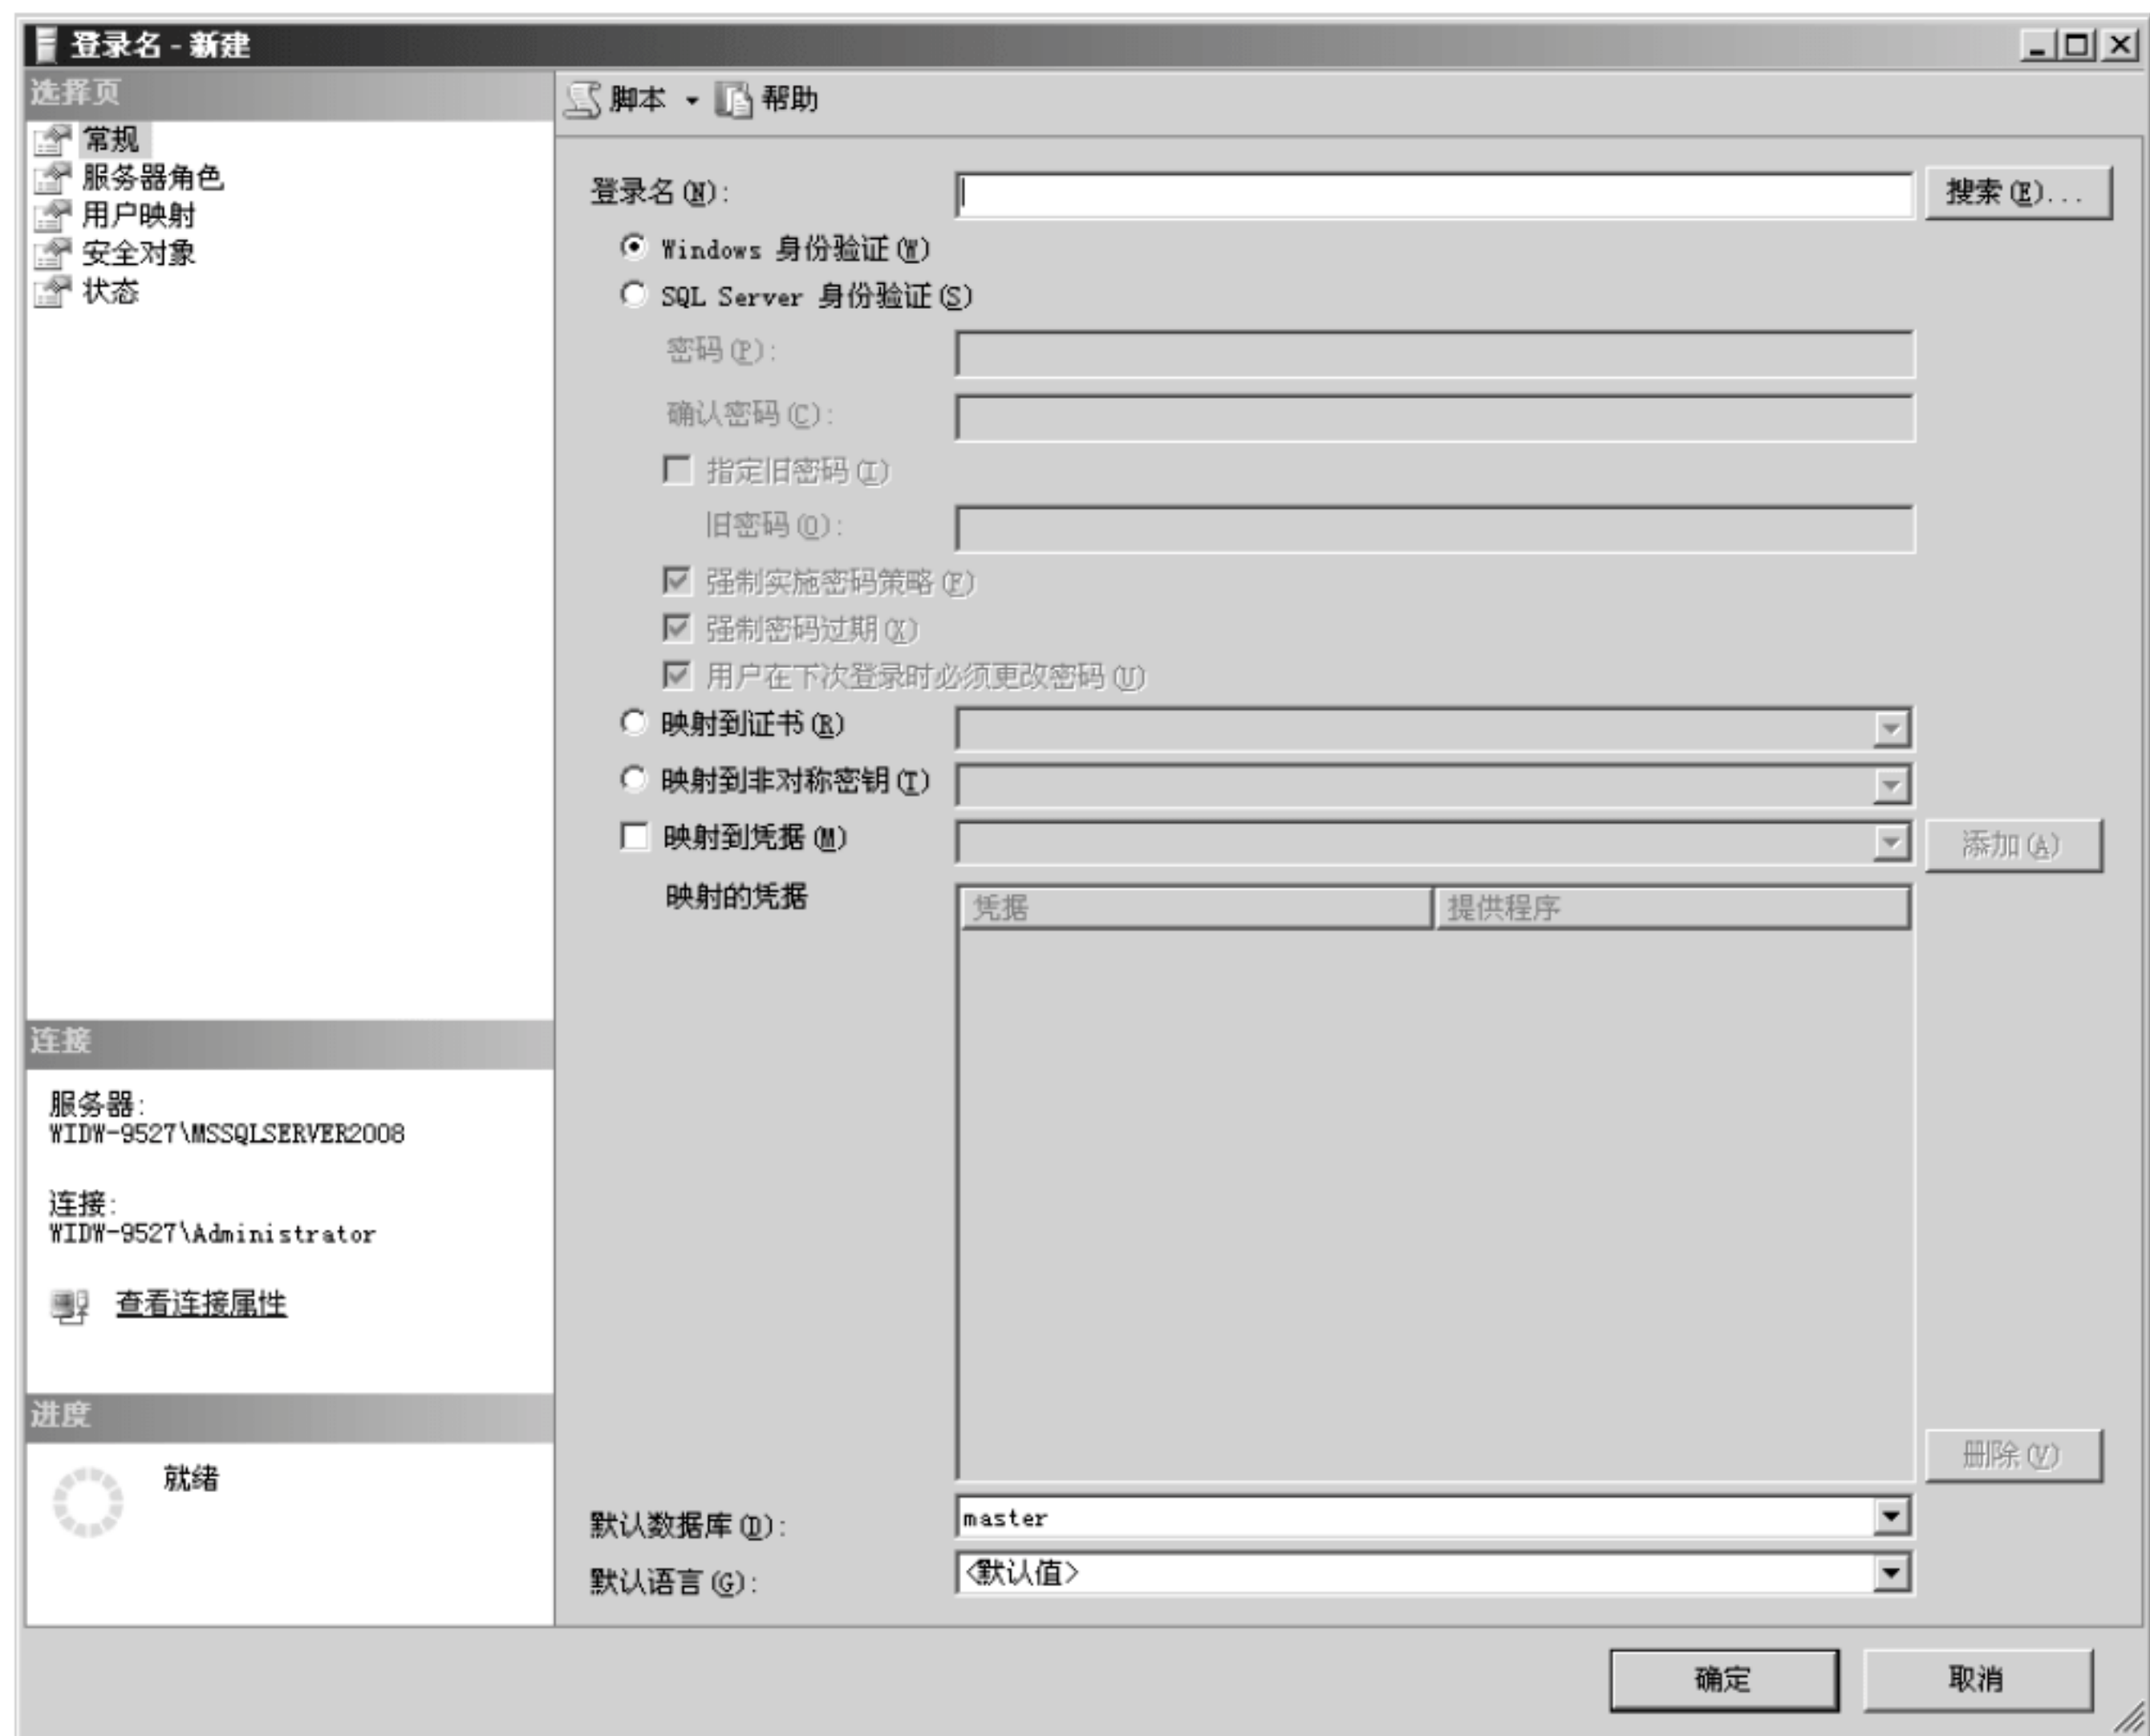 登录名 - 新建
选择页
常规
服务器角色
用户映射
安全对象
状态
连接
服务器:
WIDW-9527\MSSQLSERVER2008
连接:
WIDW-9527\Administrator
查看连接属性
进度
就绪
脚本 帮助
登录名(N): 搜索(E)...
Windows 身份验证(W)
SQL Server 身份验证(S)
密码(P):
确认密码(C):
指定旧密码(I)
旧密码(O):
强制实施密码策略(F)
强制密码过期(X)
用户在下次登录时必须更改密码(U)
映射到证书(R)
映射到非对称密钥(T)
映射到凭据(M) 添加(A)
映射的凭据 凭据 提供程序
删除(V)
默认数据库(D): master
默认语言(G): <默认值>
确定 取消